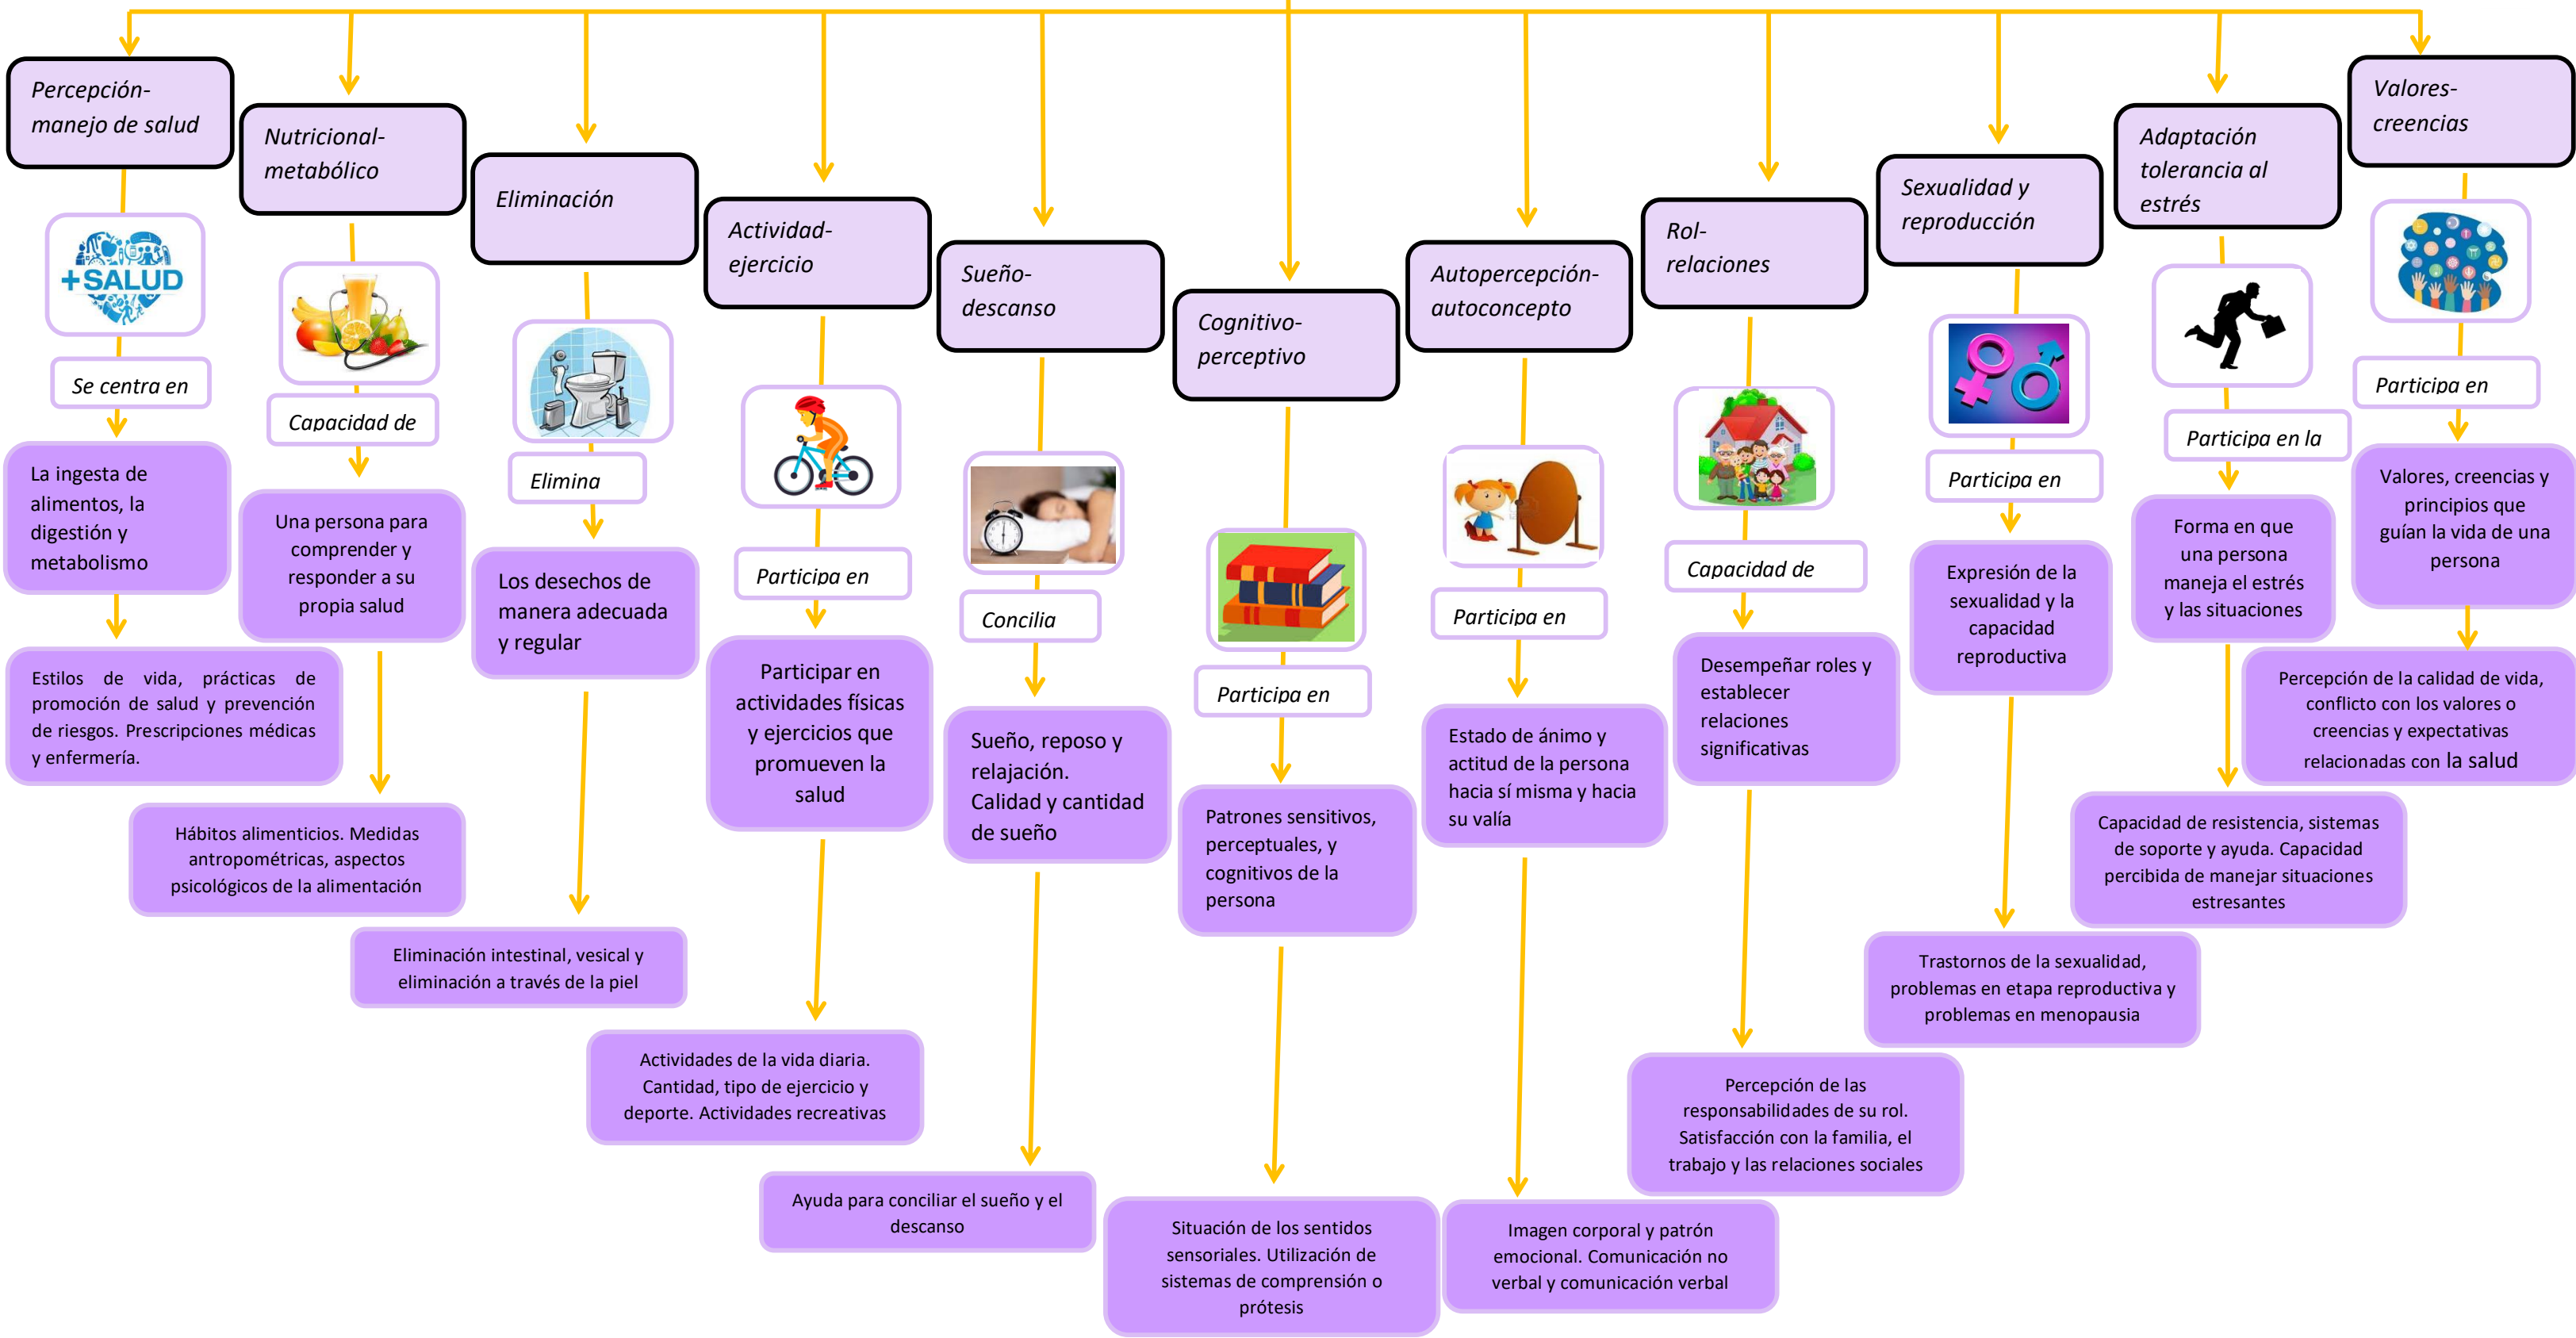 Percepción-
manejo de salud
+SALUD
Se centra en
La ingesta de
alimentos, la
digestión y
metabolismo
Estilos de vida, prácticas de
promoción de salud y prevención
de riesgos. Prescripciones médicas
y enfermería.
Nutricional-
metabólico
Capacidad de
Una persona para
comprender y
responder a su
propia salud
Hábitos alimenticios. Medidas
antropométricas, aspectos
psicológicos de la alimentación
Eliminación
Elimina
Los desechos de
manera adecuada
y regular
Eliminación intestinal, vesical y
eliminación a través de la piel
Actividad-
ejercicio
Participa en
Participar en
actividades físicas
y ejercicios que
promueven la
salud
Actividades de la vida diaria.
Cantidad, tipo de ejercicio y
deporte. Actividades recreativas
Sueño-
descanso
Concilia
Sueño, reposo y
relajación.
Calidad y cantidad
de sueño
Ayuda para conciliar el sueño y el
descanso
Cognitivo-
perceptivo
Participa en
Patrones sensitivos,
perceptuales, y
cognitivos de la
persona
Situación de los sentidos
sensoriales. Utilización de
sistemas de comprensión o
prótesis
Autopercepción-
autoconcepto
Participa en
Estado de ánimo y
actitud de la persona
hacia sí misma y hacia
su valía
Imagen corporal y patrón
emocional. Comunicación no
verbal y comunicación verbal
Rol-
relaciones
Capacidad de
Desempeñar roles y
establecer
relaciones
significativas
Percepción de las
responsabilidades de su rol.
Satisfacción con la familia, el
trabajo y las relaciones sociales
Sexualidad y
reproducción
Participa en
Expresión de la
sexualidad y la
capacidad
reproductiva
Trastornos de la sexualidad,
problemas en etapa reproductiva y
problemas en menopausia
Adaptación
tolerancia al
estrés
Participa en la
Forma en que
una persona
maneja el estrés
y las situaciones
Capacidad de resistencia, sistemas
de soporte y ayuda. Capacidad
percibida de manejar situaciones
estresantes
Valores-
creencias
Participa en
Valores, creencias y
principios que
guían la vida de una
persona
Percepción de la calidad de vida,
conflicto con los valores o
creencias y expectativas
relacionadas con la salud